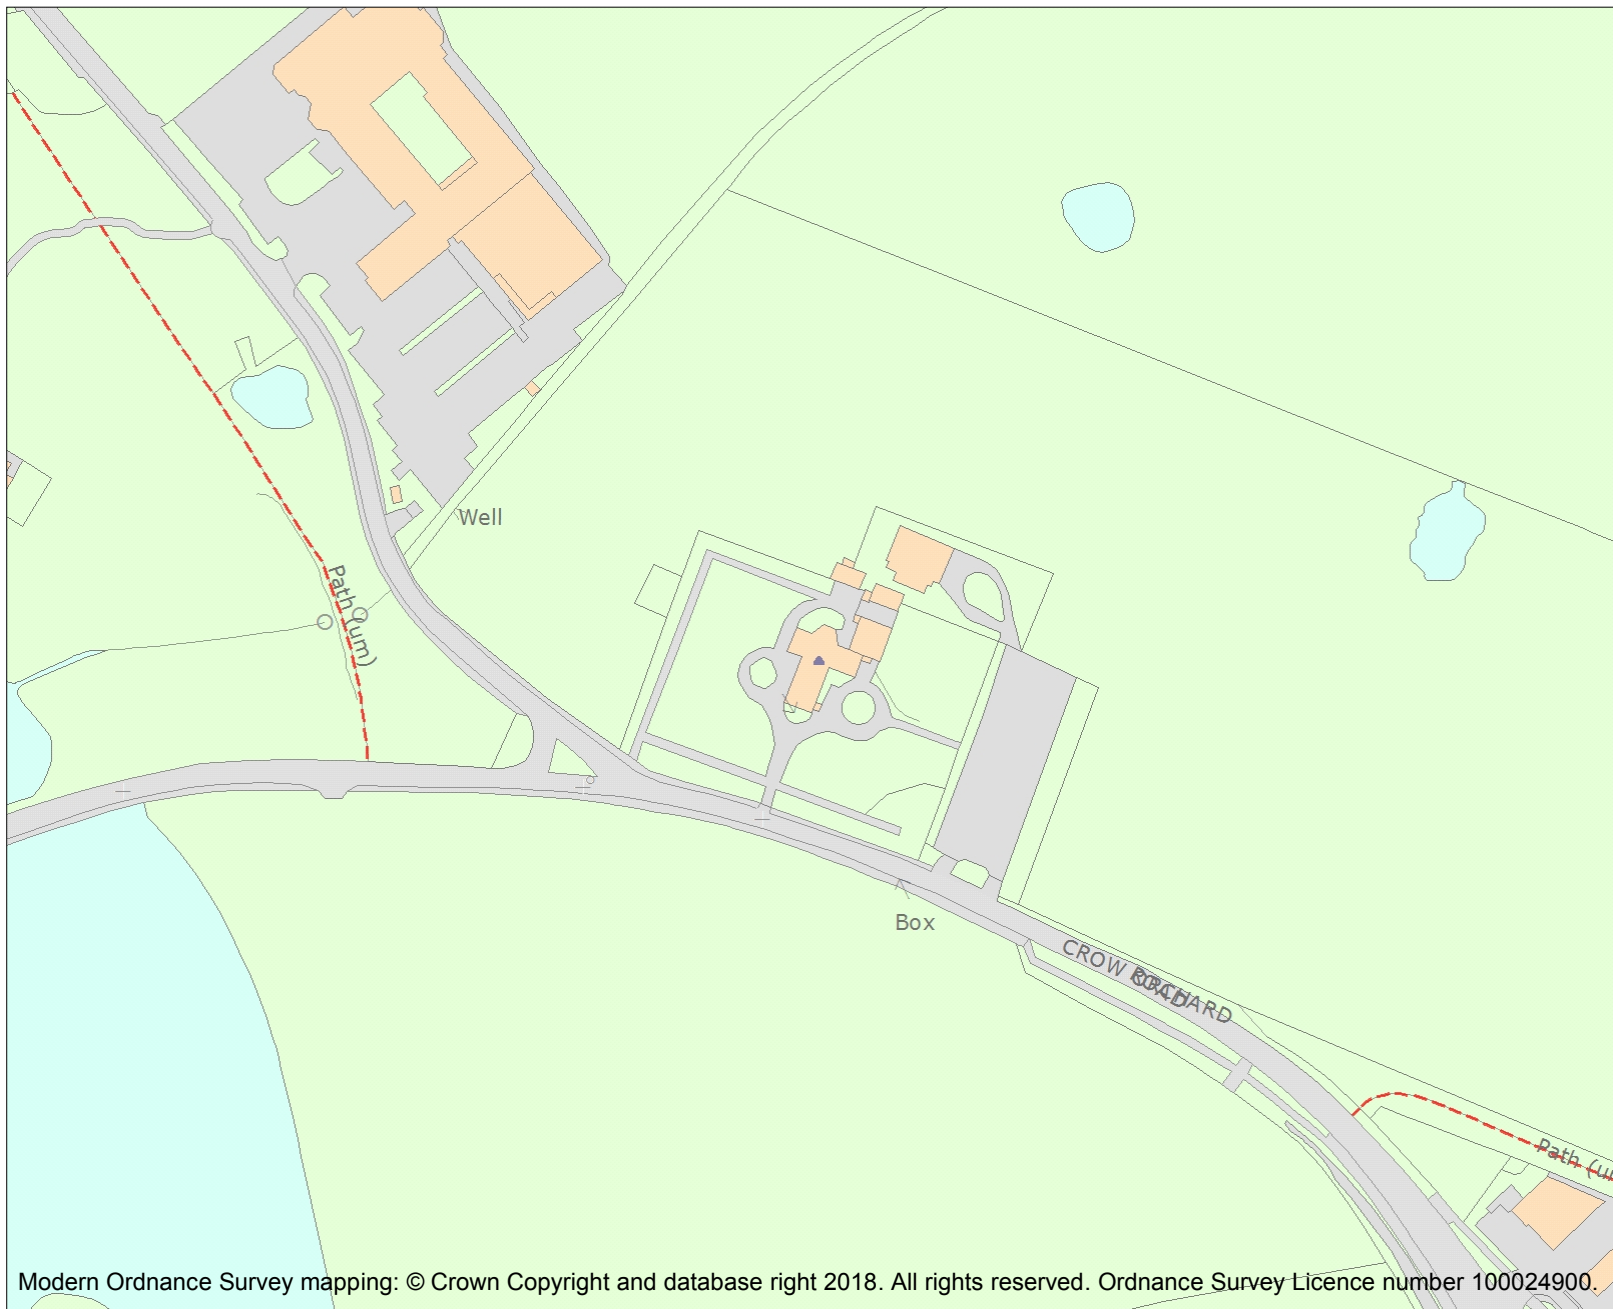 Well
Path (um)
Box
CROW ORCHARD
ROAD
Path (um
Modern Ordnance Survey mapping: © Crown Copyright and database right 2018. All rights reserved. Ordnance Survey Licence number 100024900.